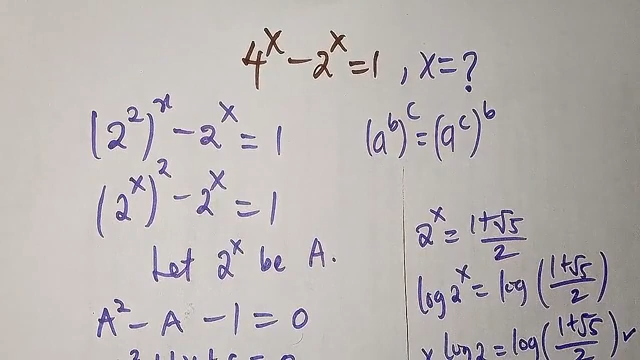 4^x - 2^x = 1 , x = ?
(2^2)^x - 2^x = 1
(a^b)^c = (a^c)^b
(2^x)^2 - 2^x = 1
Let 2^x be A.
A^2 - A - 1 = 0
2^x = (1+√5)/2
log 2^x = log((1+√5)/2)
x log 2 = log((1+√5)/2) ✓